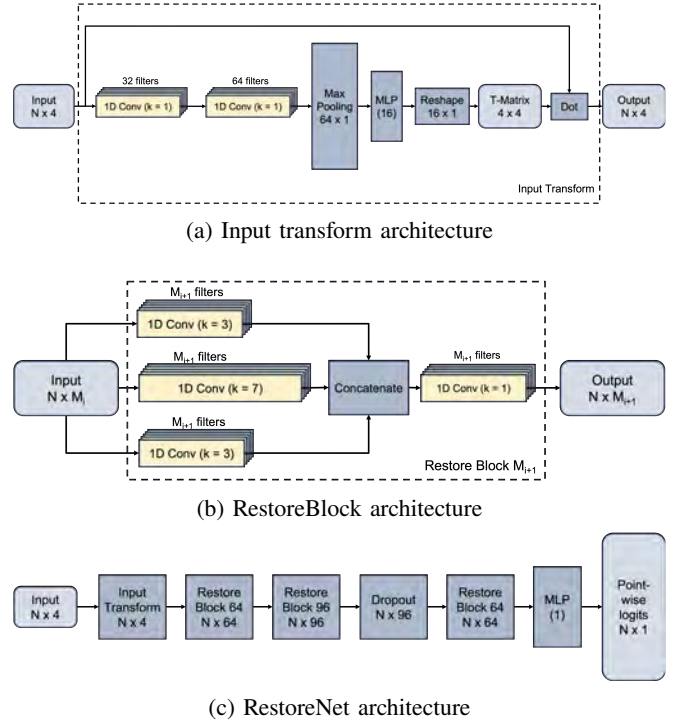 32 filters
64 filters
Input
N x 4
1D Conv (k = 1)
1D Conv (k = 1)
Max
Pooling
64 x 1
MLP
(16)
Reshape
16 x 1
T-Matrix
4 x 4
Dot
Output
N x 4
Input Transform
(a) Input transform architecture
Mi+1 filters
1D Conv (k = 3)
Input
N x Mi
Mi+1 filters
1D Conv (k = 7)
Concatenate
Mi+1 filters
1D Conv (k = 1)
Output
N x Mi+1
Mi+1 filters
1D Conv (k = 3)
Restore Block Mi+1
(b) RestoreBlock architecture
Input
N x 4
Input
Transform
N x 4
Restore
Block 64
N x 64
Restore
Block 96
N x 96
Dropout
N x 96
Restore
Block 64
N x 64
MLP
(1)
Point-
wise
logits
N x 1
(c) RestoreNet architecture